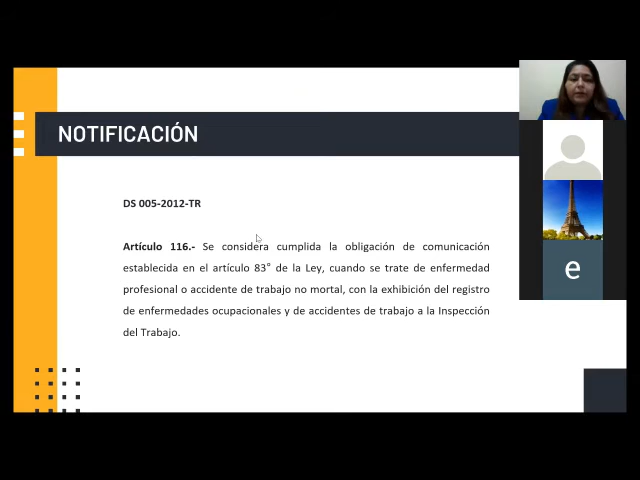 NOTIFICACIÓN
DS 005-2012-TR
Artículo 116.- Se considera cumplida la obligación de comunicación
establecida en el artículo 83° de la Ley, cuando se trate de enfermedad
profesional o accidente de trabajo no mortal, con la exhibición del registro
de enfermedades ocupacionales y de accidentes de trabajo a la Inspección
del Trabajo.
e